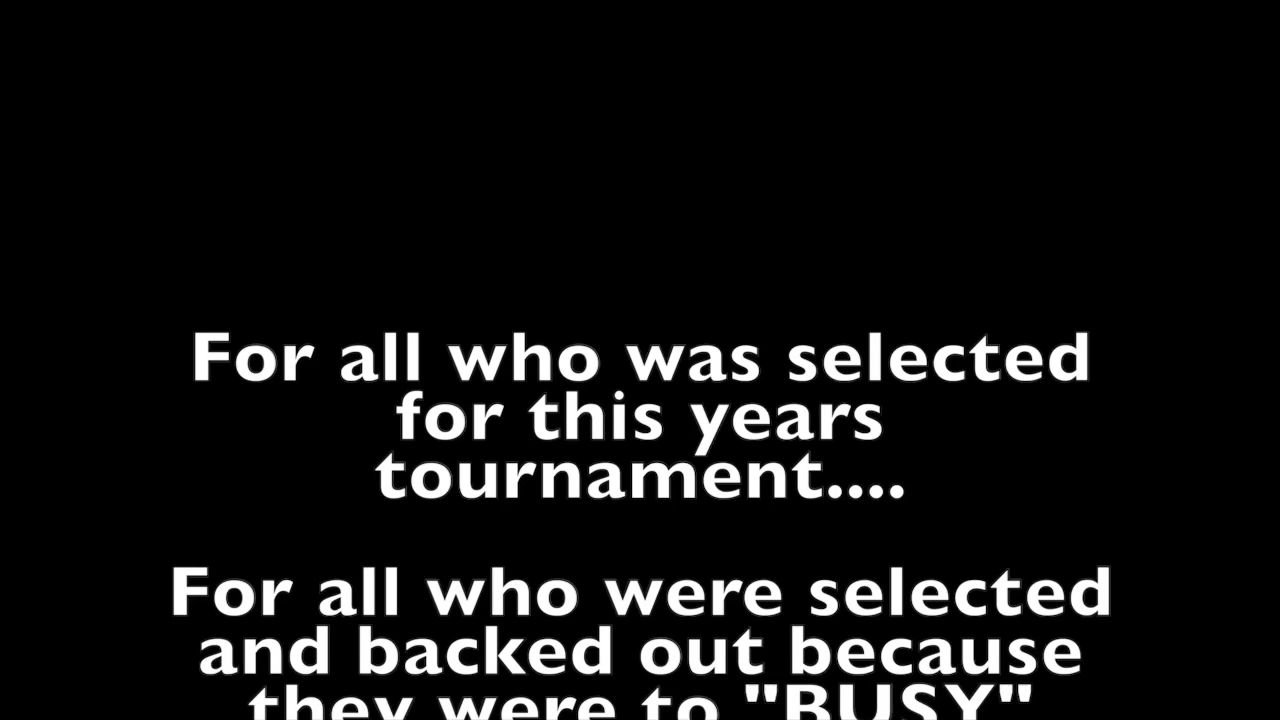 For all who was selected
for this years
tournament....
For all who were selected
and backed out because
they were to "BUSY"